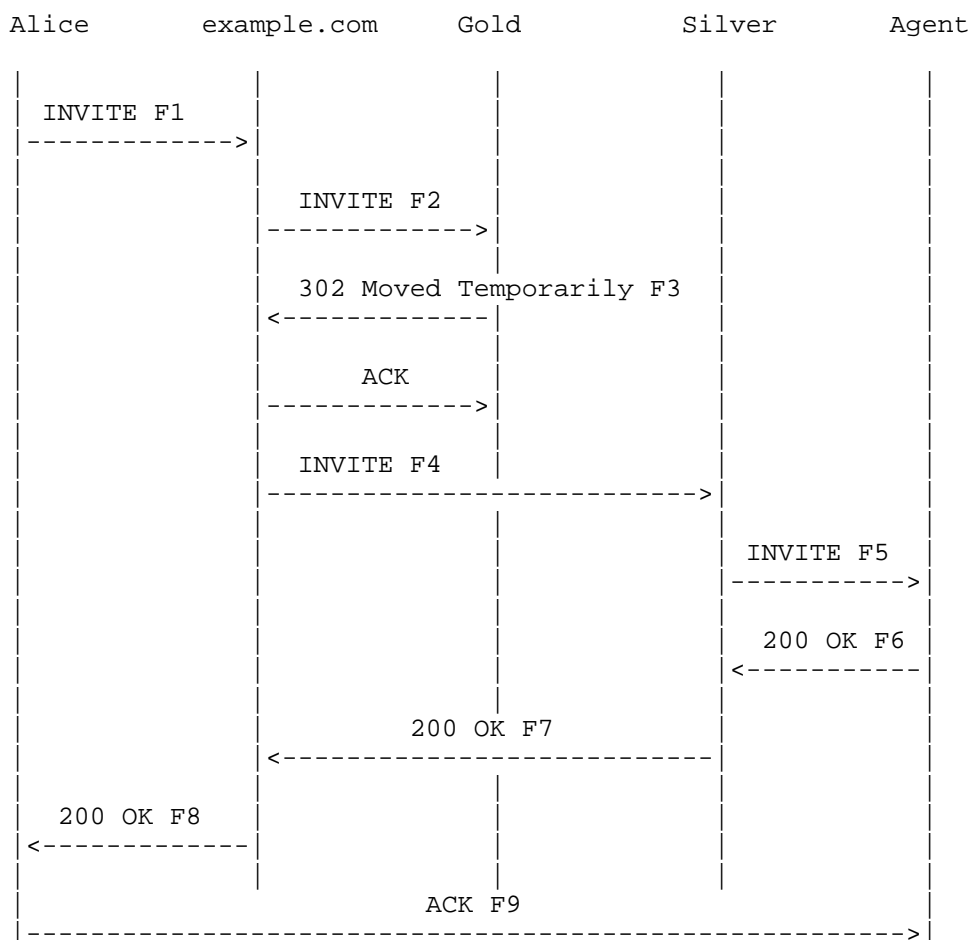 Alice example.com Gold Silver Agent
INVITE F1
INVITE F2
302 Moved Temporarily F3
ACK
INVITE F4
INVITE F5
200 OK F6
200 OK F7
200 OK F8
ACK F9